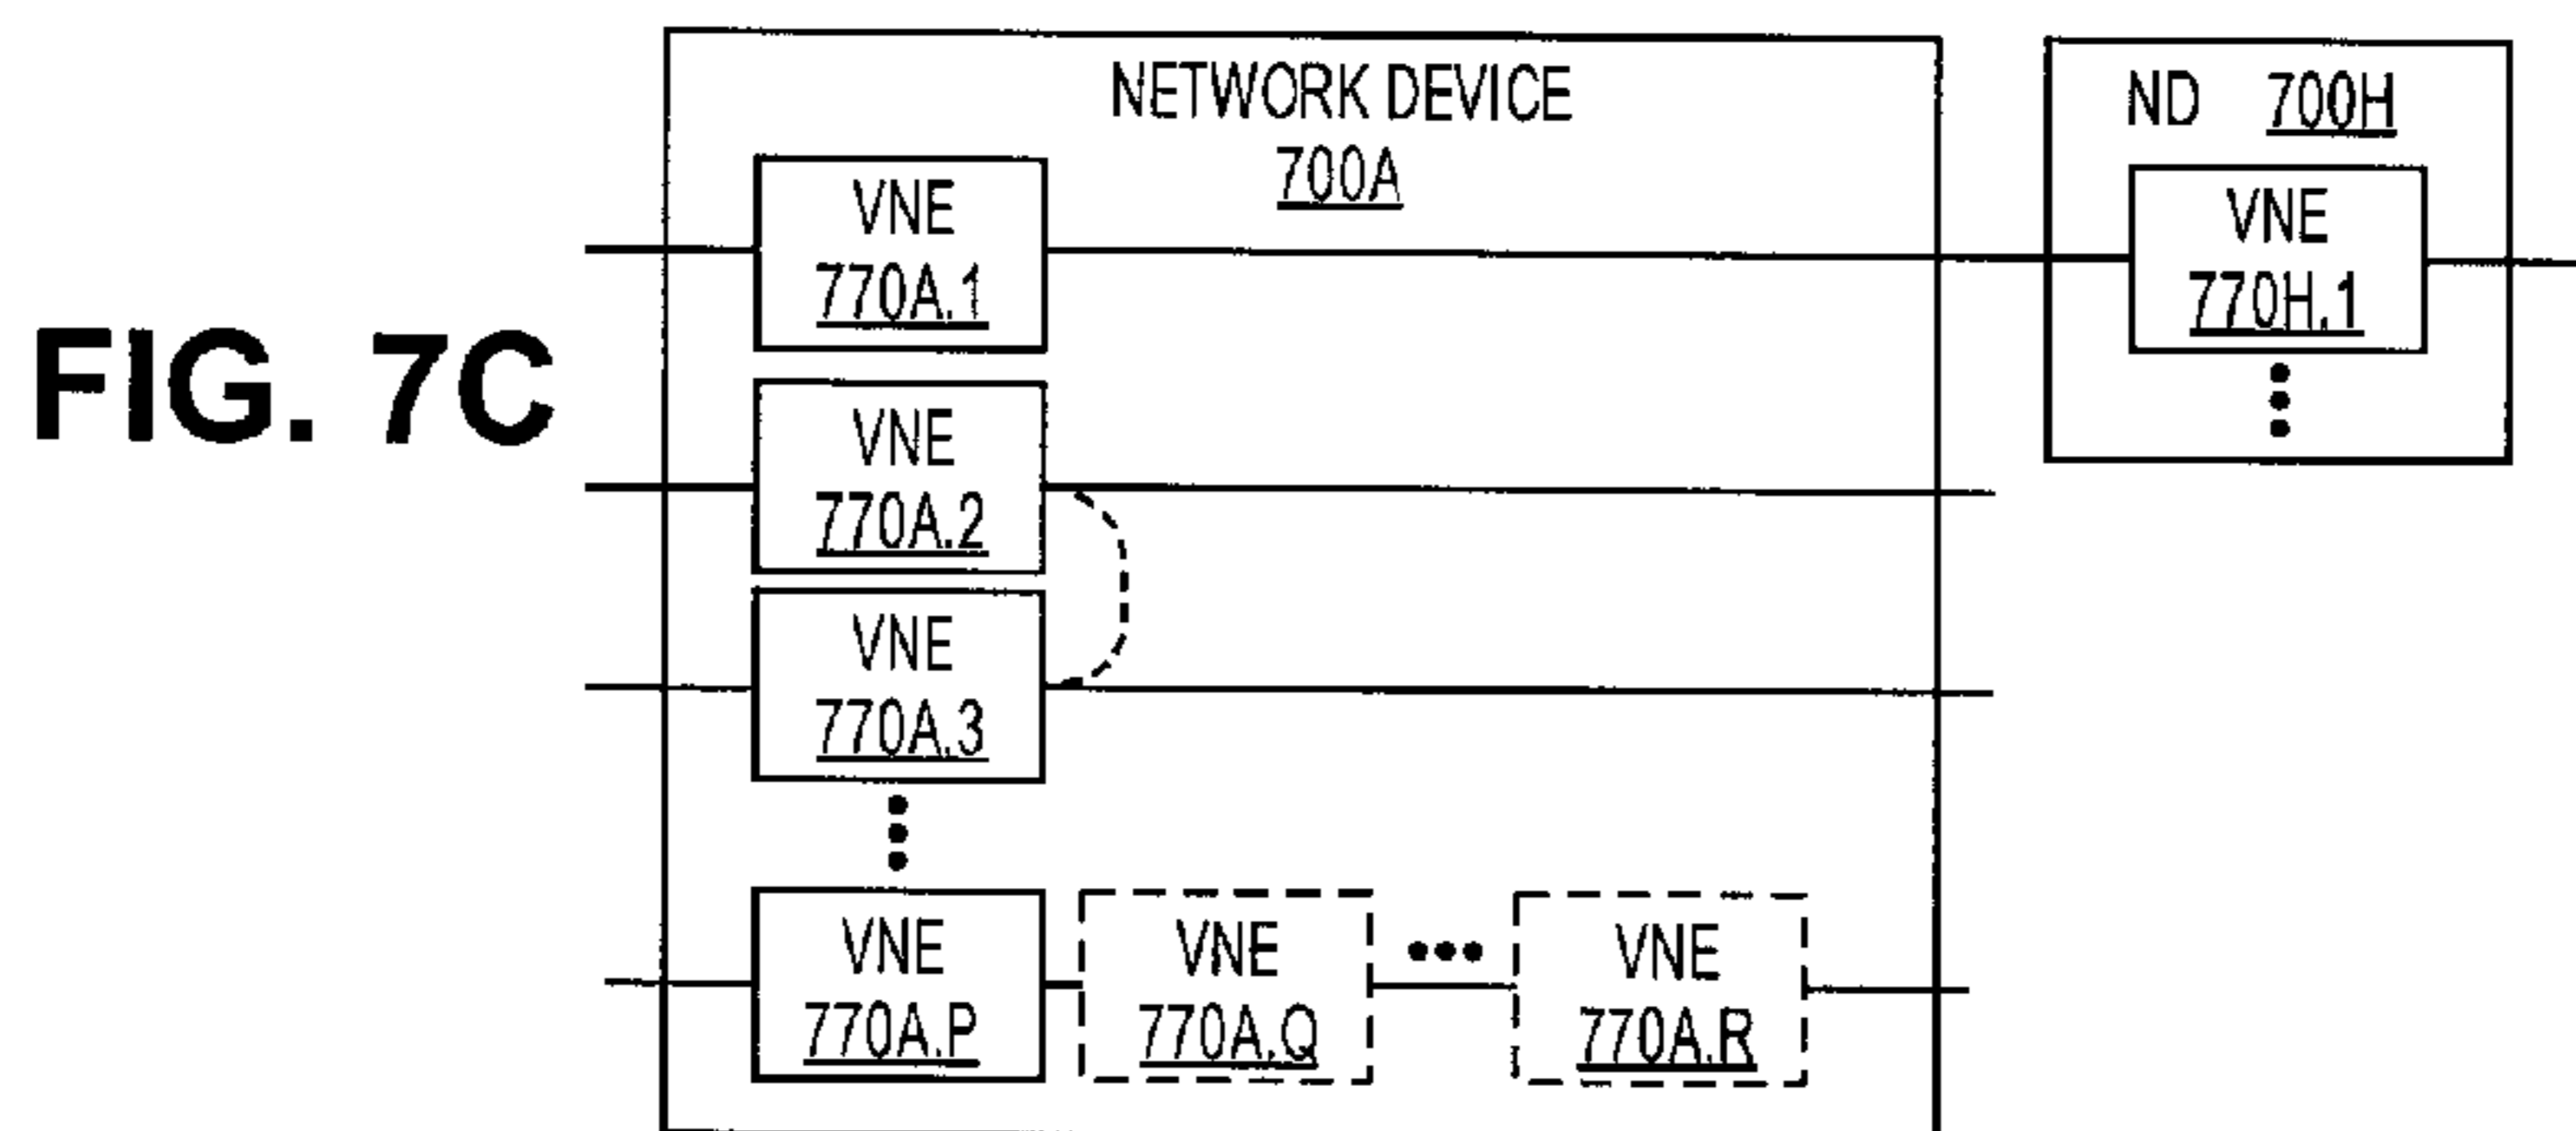 FIG. 7C
NETWORK DEVICE
700A
VNE
770A.1
VNE
770A.2
VNE
770A.3
VNE
770A.P
VNE
770A.Q
VNE
770A.R
ND 700H
VNE
770H.1